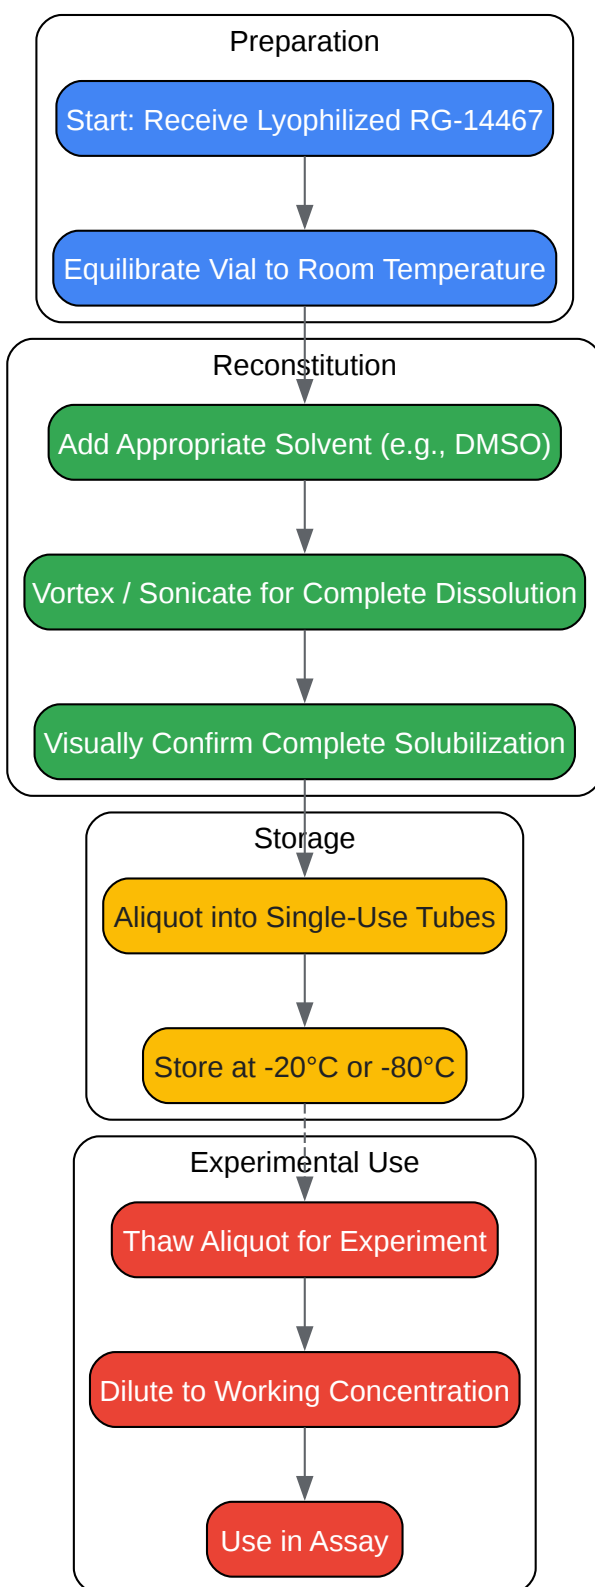 Preparation
Start: Receive Lyophilized RG-14467
Equilibrate Vial to Room Temperature
Reconstitution
Add Appropriate Solvent (e.g., DMSO)
Vortex / Sonicate for Complete Dissolution
Visually Confirm Complete Solubilization
Storage
Aliquot into Single-Use Tubes
Store at -20°C or -80°C
Experimental Use
Thaw Aliquot for Experiment
Dilute to Working Concentration
Use in Assay